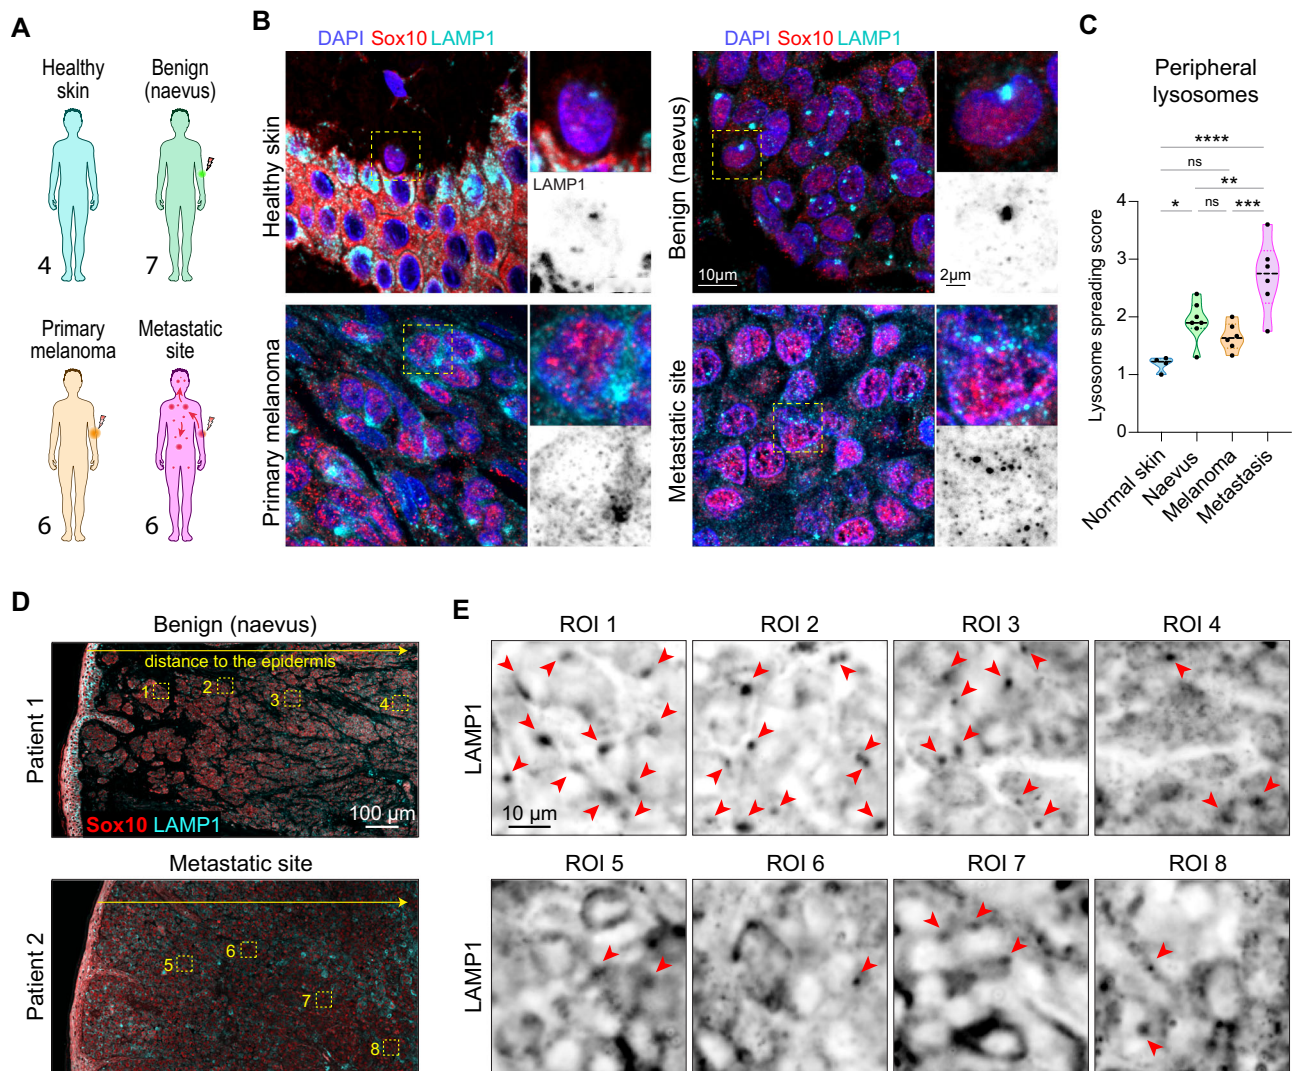 A
Healthy
skin
4
Benign
(naevus)
7
Primary
melanoma
6
Metastatic
site
6
B
DAPI Sox10 LAMP1
Healthy skin
LAMP1
DAPI Sox10 LAMP1
Benign (naevus)
10µm
2µm
Primary melanoma
Metastatic site
C
Peripheral
lysosomes
****
ns
**
* ns ***
Lysosome spreading score
4
3
2
1
0
Normal skin
Naevus
Melanoma
Metastasis
D
Benign (naevus)
Patient 1
distance to the epidermis
1
2
3
4
Sox10 LAMP1
100 µm
Metastatic site
Patient 2
5
6
7
8
E
ROI 1
ROI 2
ROI 3
ROI 4
LAMP1
10 µm
ROI 5
ROI 6
ROI 7
ROI 8
LAMP1